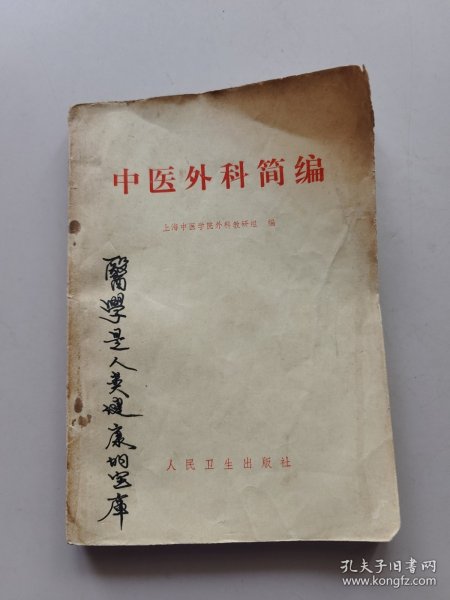 中医外科简编
上海中医学院外科教研组 编
醫學是人类健康的宝庫
人民卫生出版社
孔夫子旧书网
www.kongfz.com